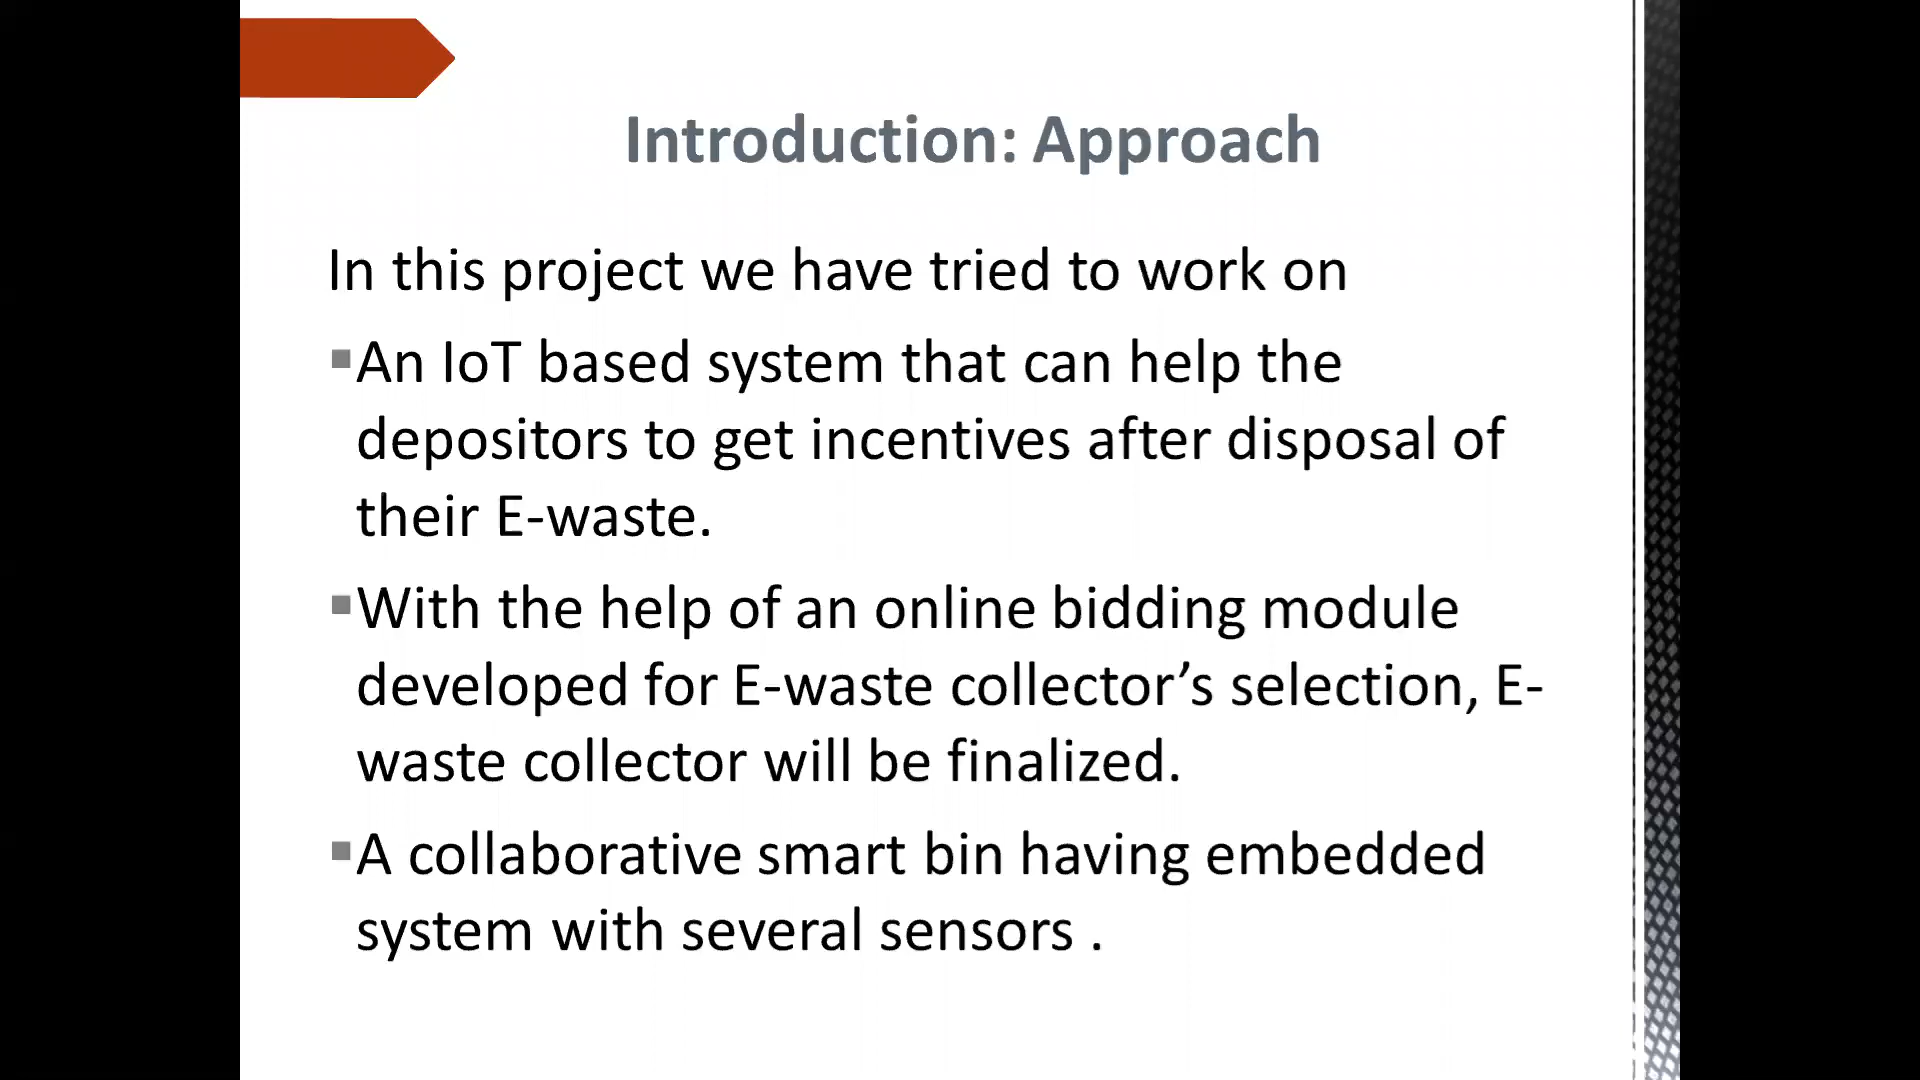 Introduction: Approach
In this project we have tried to work on
▪An IoT based system that can help the
depositors to get incentives after disposal of
their E-waste.
▪With the help of an online bidding module
developed for E-waste collector’s selection, E-
waste collector will be finalized.
▪A collaborative smart bin having embedded
system with several sensors .